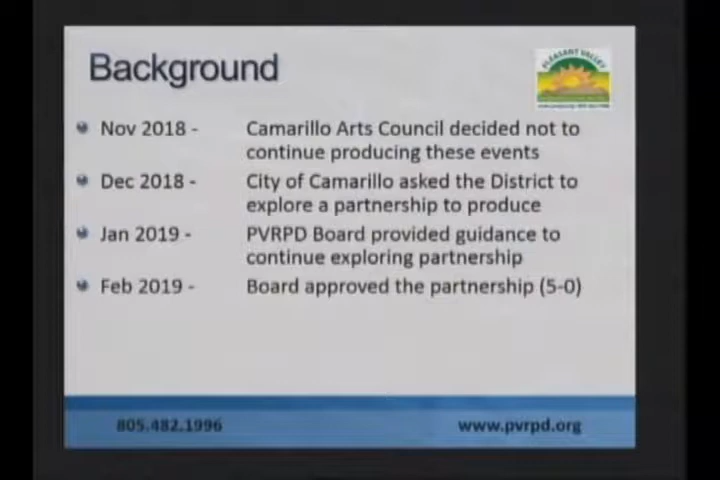 Background
PLEASANT VALLEY
Nov 2018 - Camarillo Arts Council decided not to
continue producing these events
Dec 2018 - City of Camarillo asked the District to
explore a partnership to produce
Jan 2019 - PVRPD Board provided guidance to
continue exploring partnership
Feb 2019 - Board approved the partnership (5-0)
805.482.1996 www.pvrpd.org